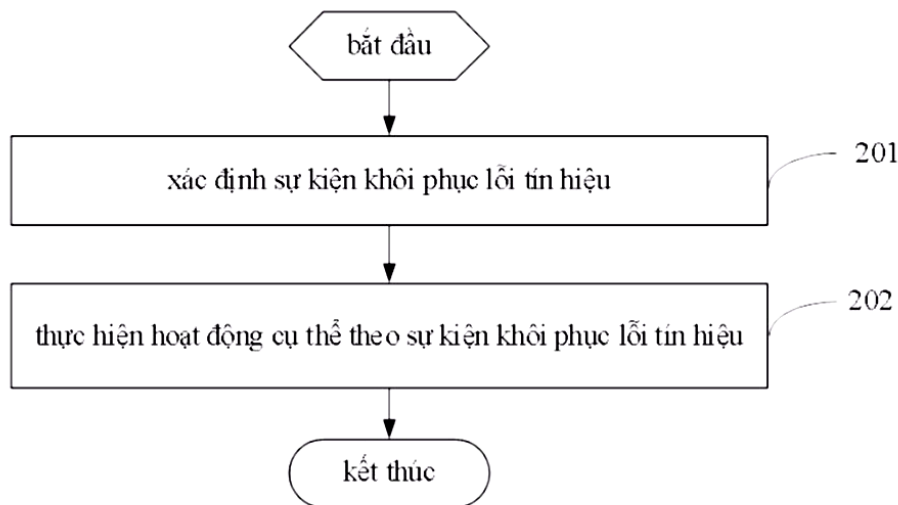 bắt đầu
xác định sự kiện khôi phục lỗi tín hiệu
201
thực hiện hoạt động cụ thể theo sự kiện khôi phục lỗi tín hiệu
202
kết thúc